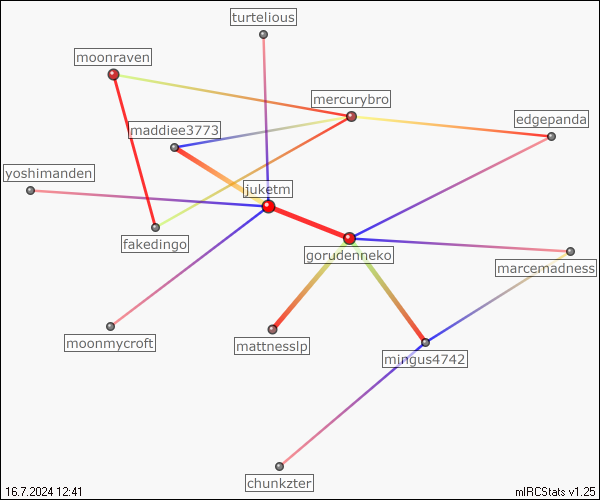 turtelious
moonraven
mercurybro
edgepanda
maddiee3773
yoshimanden
juketm
fakedingo
gorudenneko
marcemadness
moonmycroft
mattnesslp
mingus4742
chunkzter
16.7.2024 12:41
mIRCStats v1.25